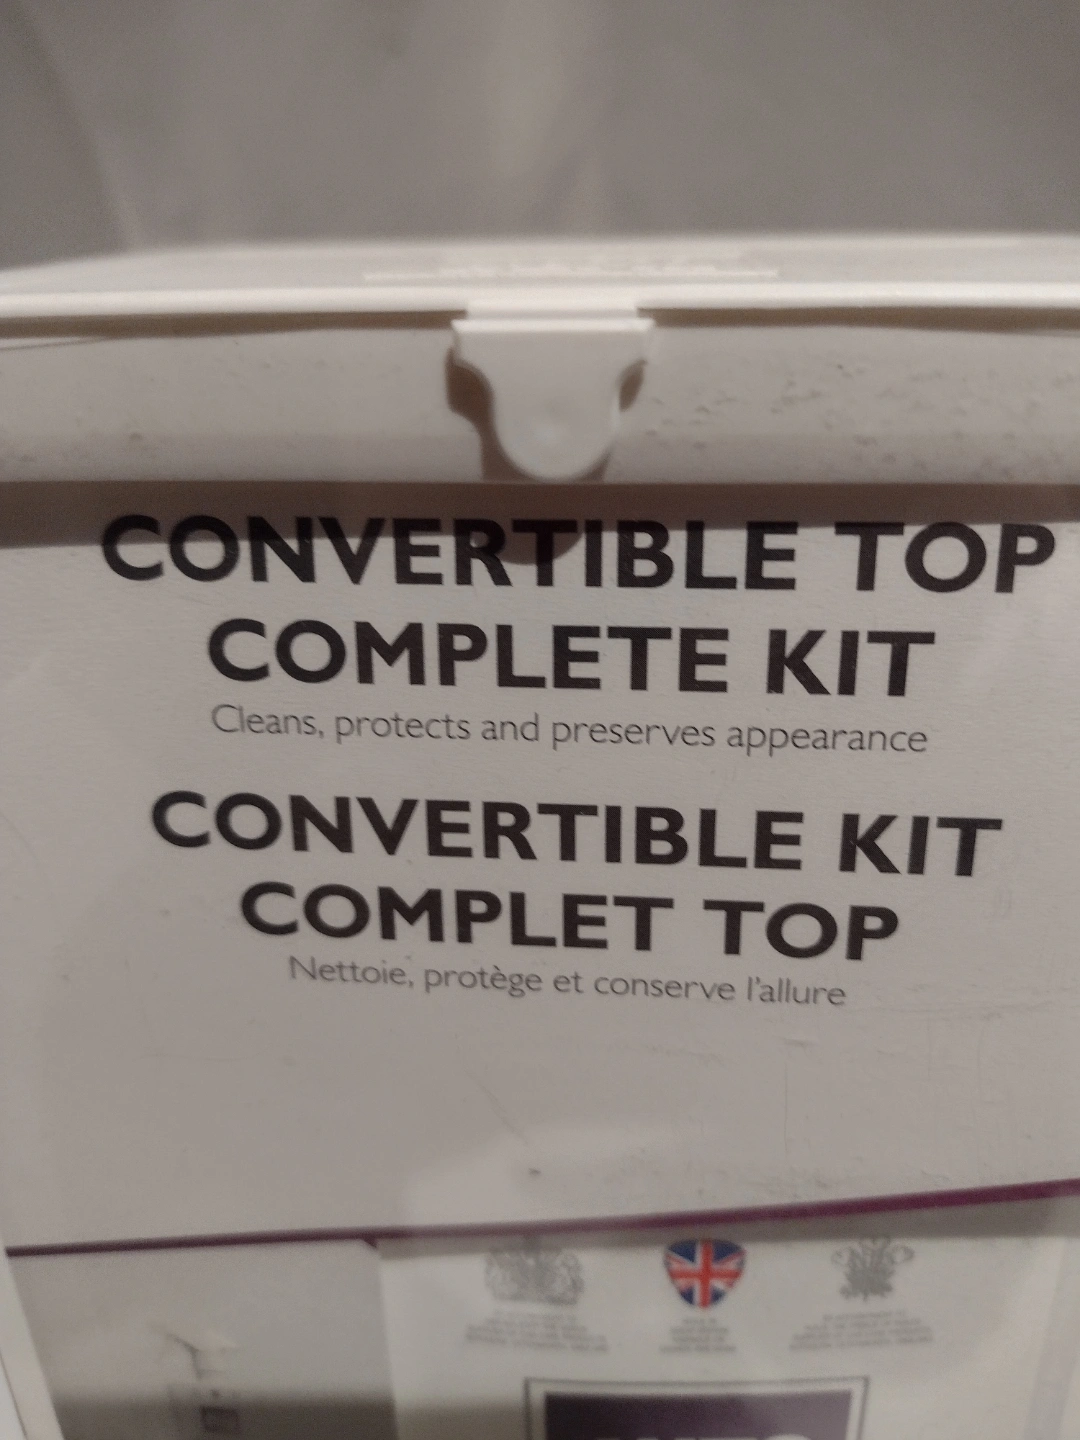 CONVERTIBLE TOP
COMPLETE KIT
Cleans, protects and preserves appearance
CONVERTIBLE KIT
COMPLET TOP
Nettoie, protège et conserve l'allure